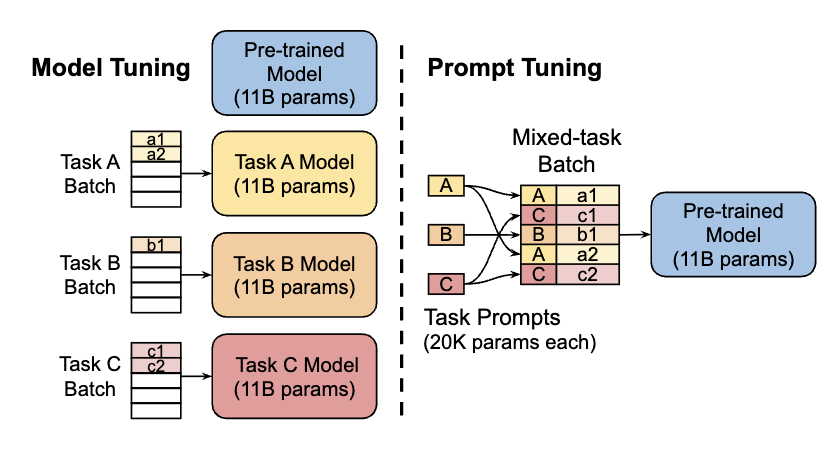 Model Tuning
Pre-trained
Model
(11B params)
Task A
Batch
a1
a2
Task A Model
(11B params)
Task B
Batch
b1
Task B Model
(11B params)
Task C
Batch
c1
c2
Task C Model
(11B params)
Prompt Tuning
Mixed-task
Batch
A
B
C
A a1
C c1
B b1
A a2
C c2
Task Prompts
(20K params each)
Pre-trained
Model
(11B params)